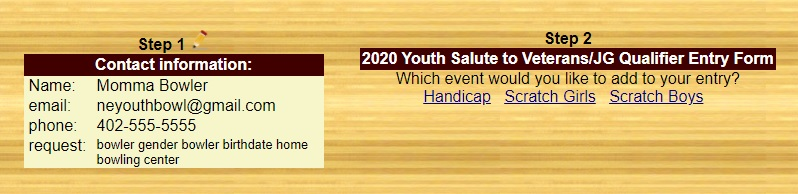 Step 1
Contact information:
Name: Momma Bowler
email: neyouthbowl@gmail.com
phone: 402-555-5555
request: bowler gender bowler birthdate home
bowling center
Step 2
2020 Youth Salute to Veterans/JG Qualifier Entry Form
Which event would you like to add to your entry?
Handicap Scratch Girls Scratch Boys